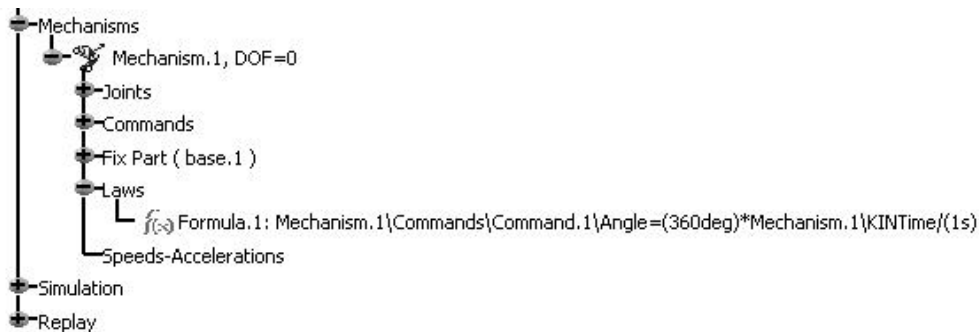 Mechanisms
Mechanism.1, DOF=0
Joints
Commands
Fix Part ( base.1 )
Laws
f(x) Formula.1: Mechanism.1\Commands\Command.1\Angle=(360deg)*Mechanism.1\KINTime/(1s)
Speeds-Accelerations
Simulation
Replay